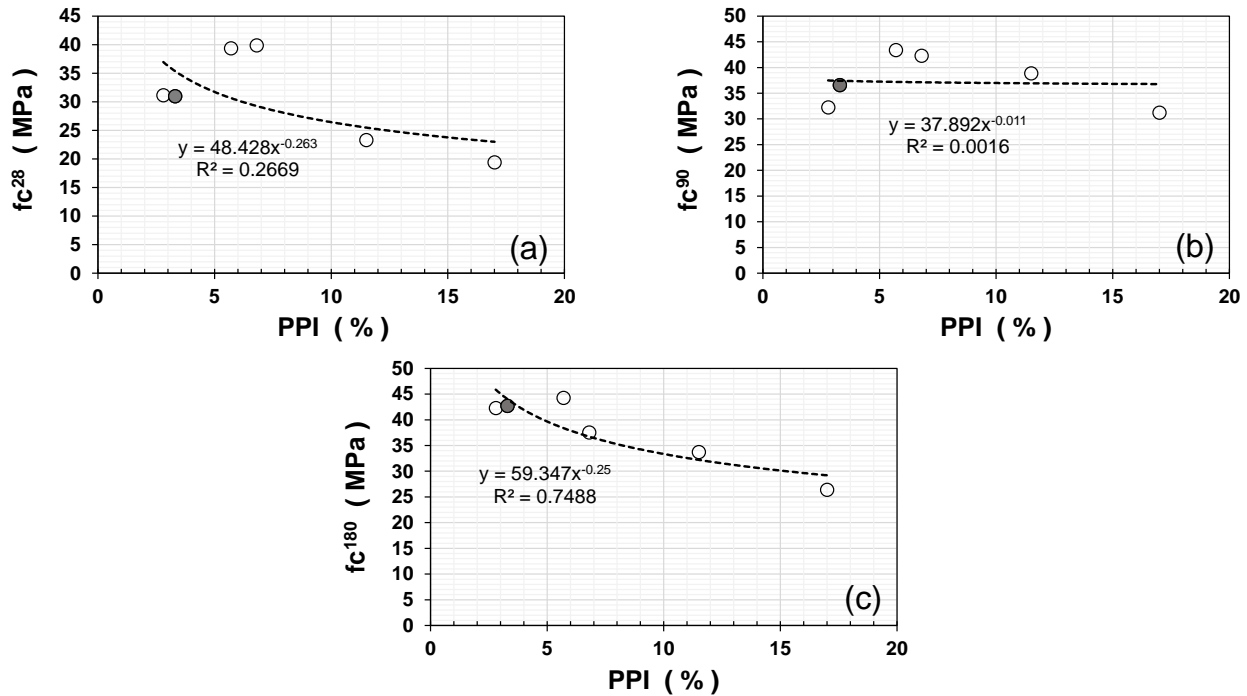 45
40
35
30
25
20
15
10
5
0
fc²⁸ ( MPa )
y = 48.428x⁻⁰·²⁶³
R² = 0.2669
(a)
0 5 10 15 20
PPI ( % )
50
45
40
35
30
25
20
15
10
5
0
fc⁹⁰ ( MPa )
y = 37.892x⁻⁰·⁰¹¹
R² = 0.0016
(b)
0 5 10 15 20
PPI ( % )
50
45
40
35
30
25
20
15
10
5
0
fc¹⁸⁰ ( MPa )
y = 59.347x⁻⁰·²⁵
R² = 0.7488
(c)
0 5 10 15 20
PPI ( % )